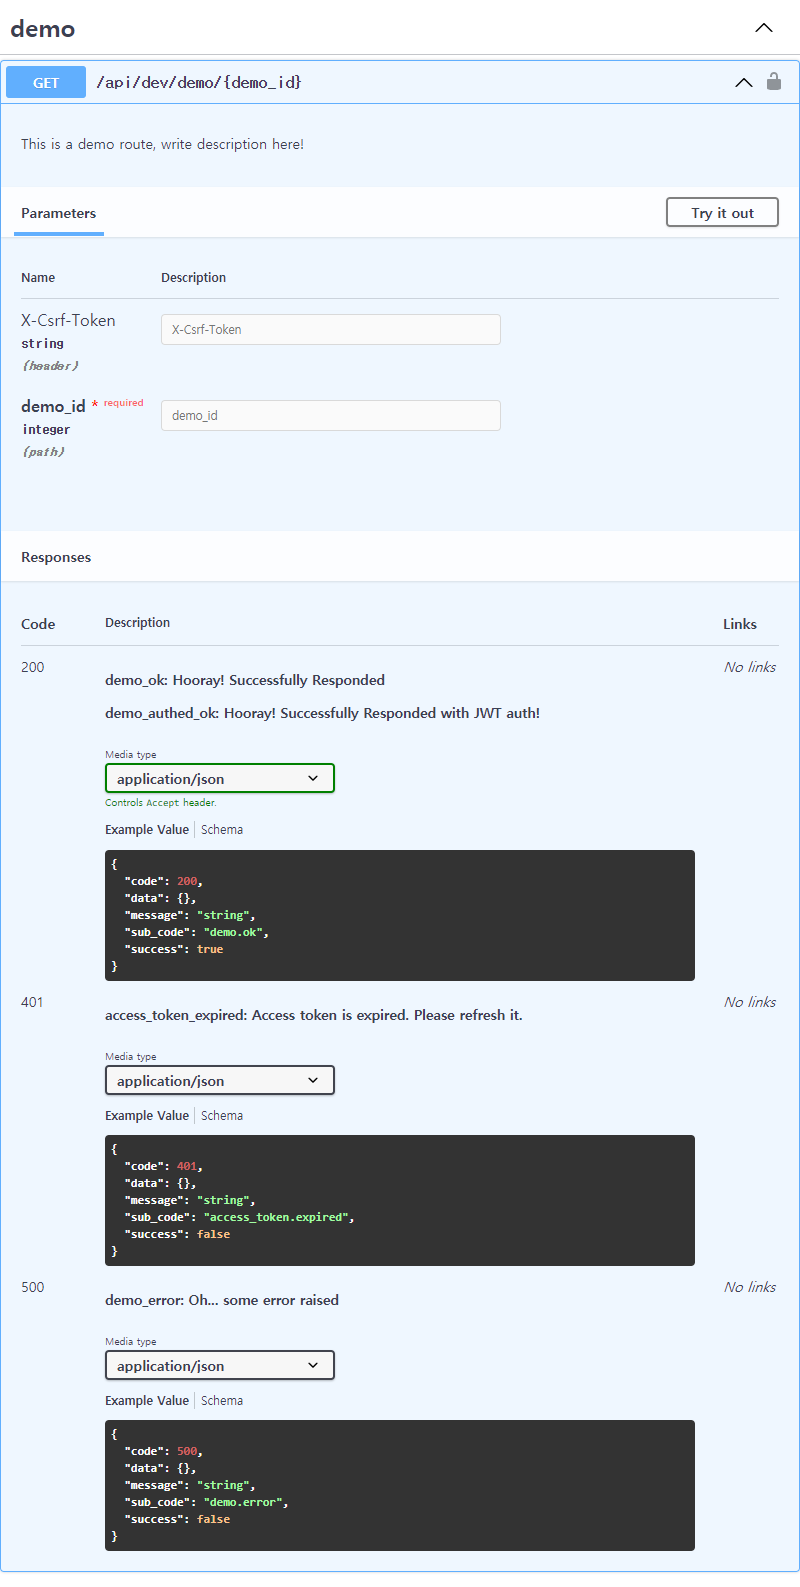 demo
GET /api/dev/demo/{demo_id}
This is a demo route, write description here!
Parameters Try it out
Name Description
X-Csrf-Token X-Csrf-Token
string
(header)
demo_id * required demo_id
integer
(path)
Responses
Code Description Links
200 No links
demo_ok: Hooray! Successfully Responded
demo_authed_ok: Hooray! Successfully Responded with JWT auth!
Media type
application/json
Controls Accept header.
Example Value Schema
{
"code": 200,
"data": {},
"message": "string",
"sub_code": "demo.ok",
"success": true
}
401 No links
access_token_expired: Access token is expired. Please refresh it.
Media type
application/json
Example Value Schema
{
"code": 401,
"data": {},
"message": "string",
"sub_code": "access_token.expired",
"success": false
}
500 No links
demo_error: Oh... some error raised
Media type
application/json
Example Value Schema
{
"code": 500,
"data": {},
"message": "string",
"sub_code": "demo.error",
"success": false
}